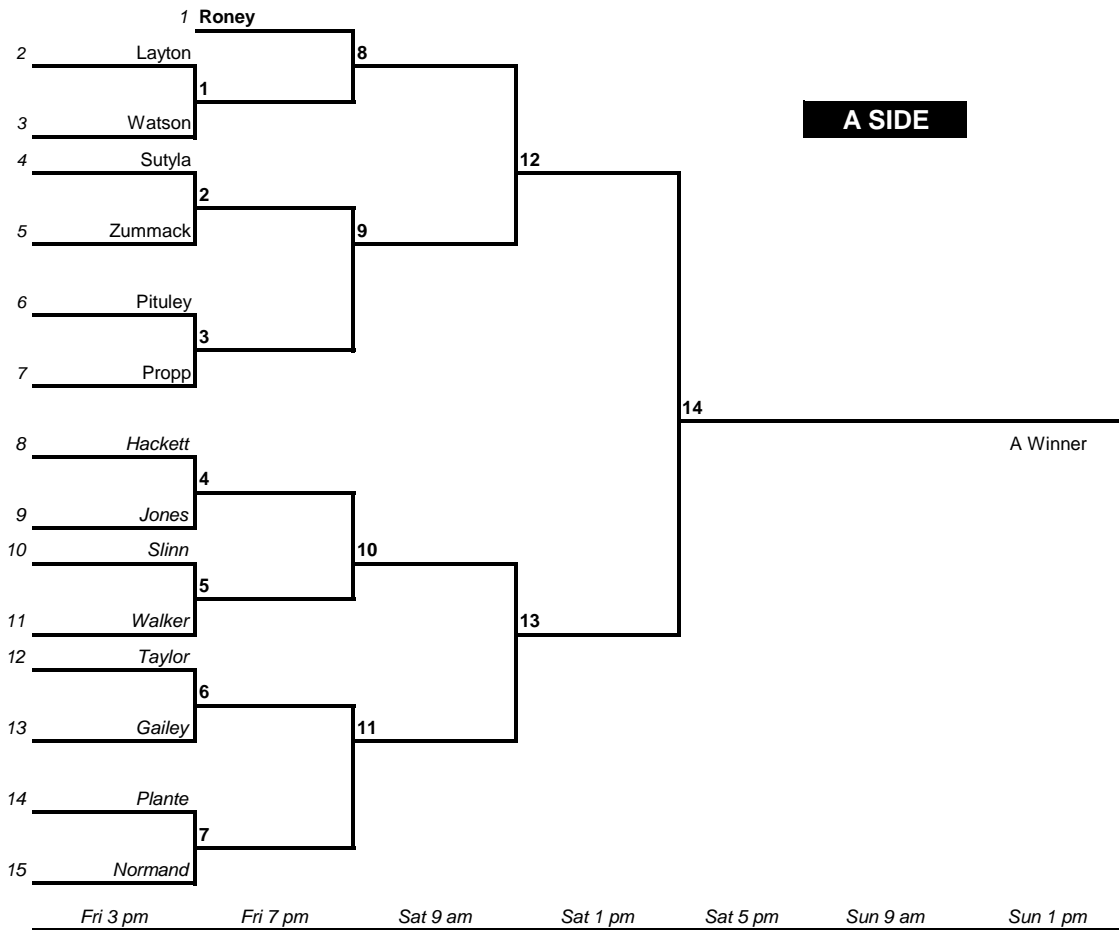 1 Roney
2 Layton 8
1
3 Watson A SIDE
4 Sutyla 12
2
5 Zummack 9
6 Pituley
3
7 Propp
14
8 Hackett A Winner
4
9 Jones
10 Slinn 10
5
11 Walker 13
12 Taylor
6
13 Gailey 11
14 Plante
7
15 Normand
Fri 3 pm Fri 7 pm Sat 9 am Sat 1 pm Sat 5 pm Sun 9 am Sun 1 pm